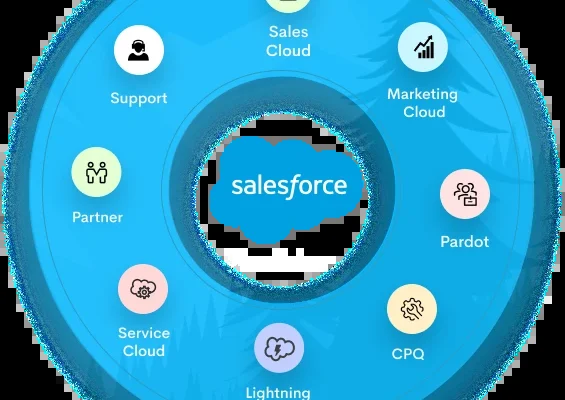 Sales
Cloud
Support
Marketing
Cloud
salesforce
Partner
Pardot
Service
Cloud
CPQ
Lightning